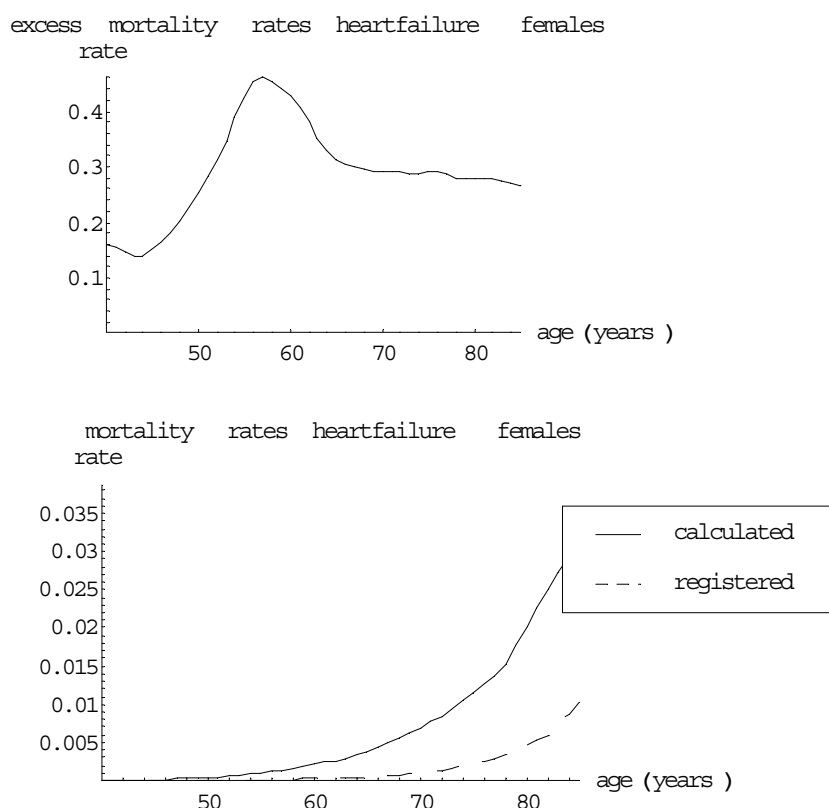 excess mortality rates heartfailure females
rate
0.4
0.3
0.2
0.1
50 60 70 80
age (years )
mortality rates heartfailure females
rate
0.035
0.03
0.025
0.02
0.015
0.01
0.005
calculated
registered
50 60 70 80
age (years )